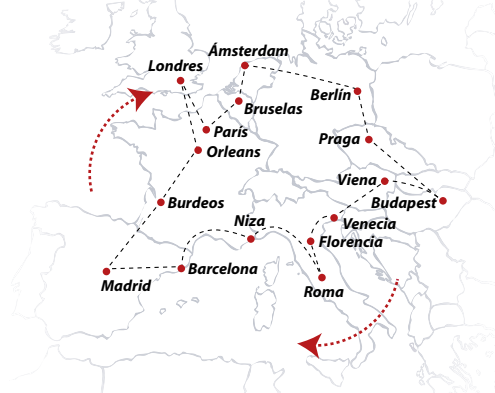 Ámsterdam
Londres
Berlín
Bruselas
París
Praga
Orleans
Viena
Budapest
Burdeos
Niza
Venecia
Florencia
Barcelona
Madrid
Roma